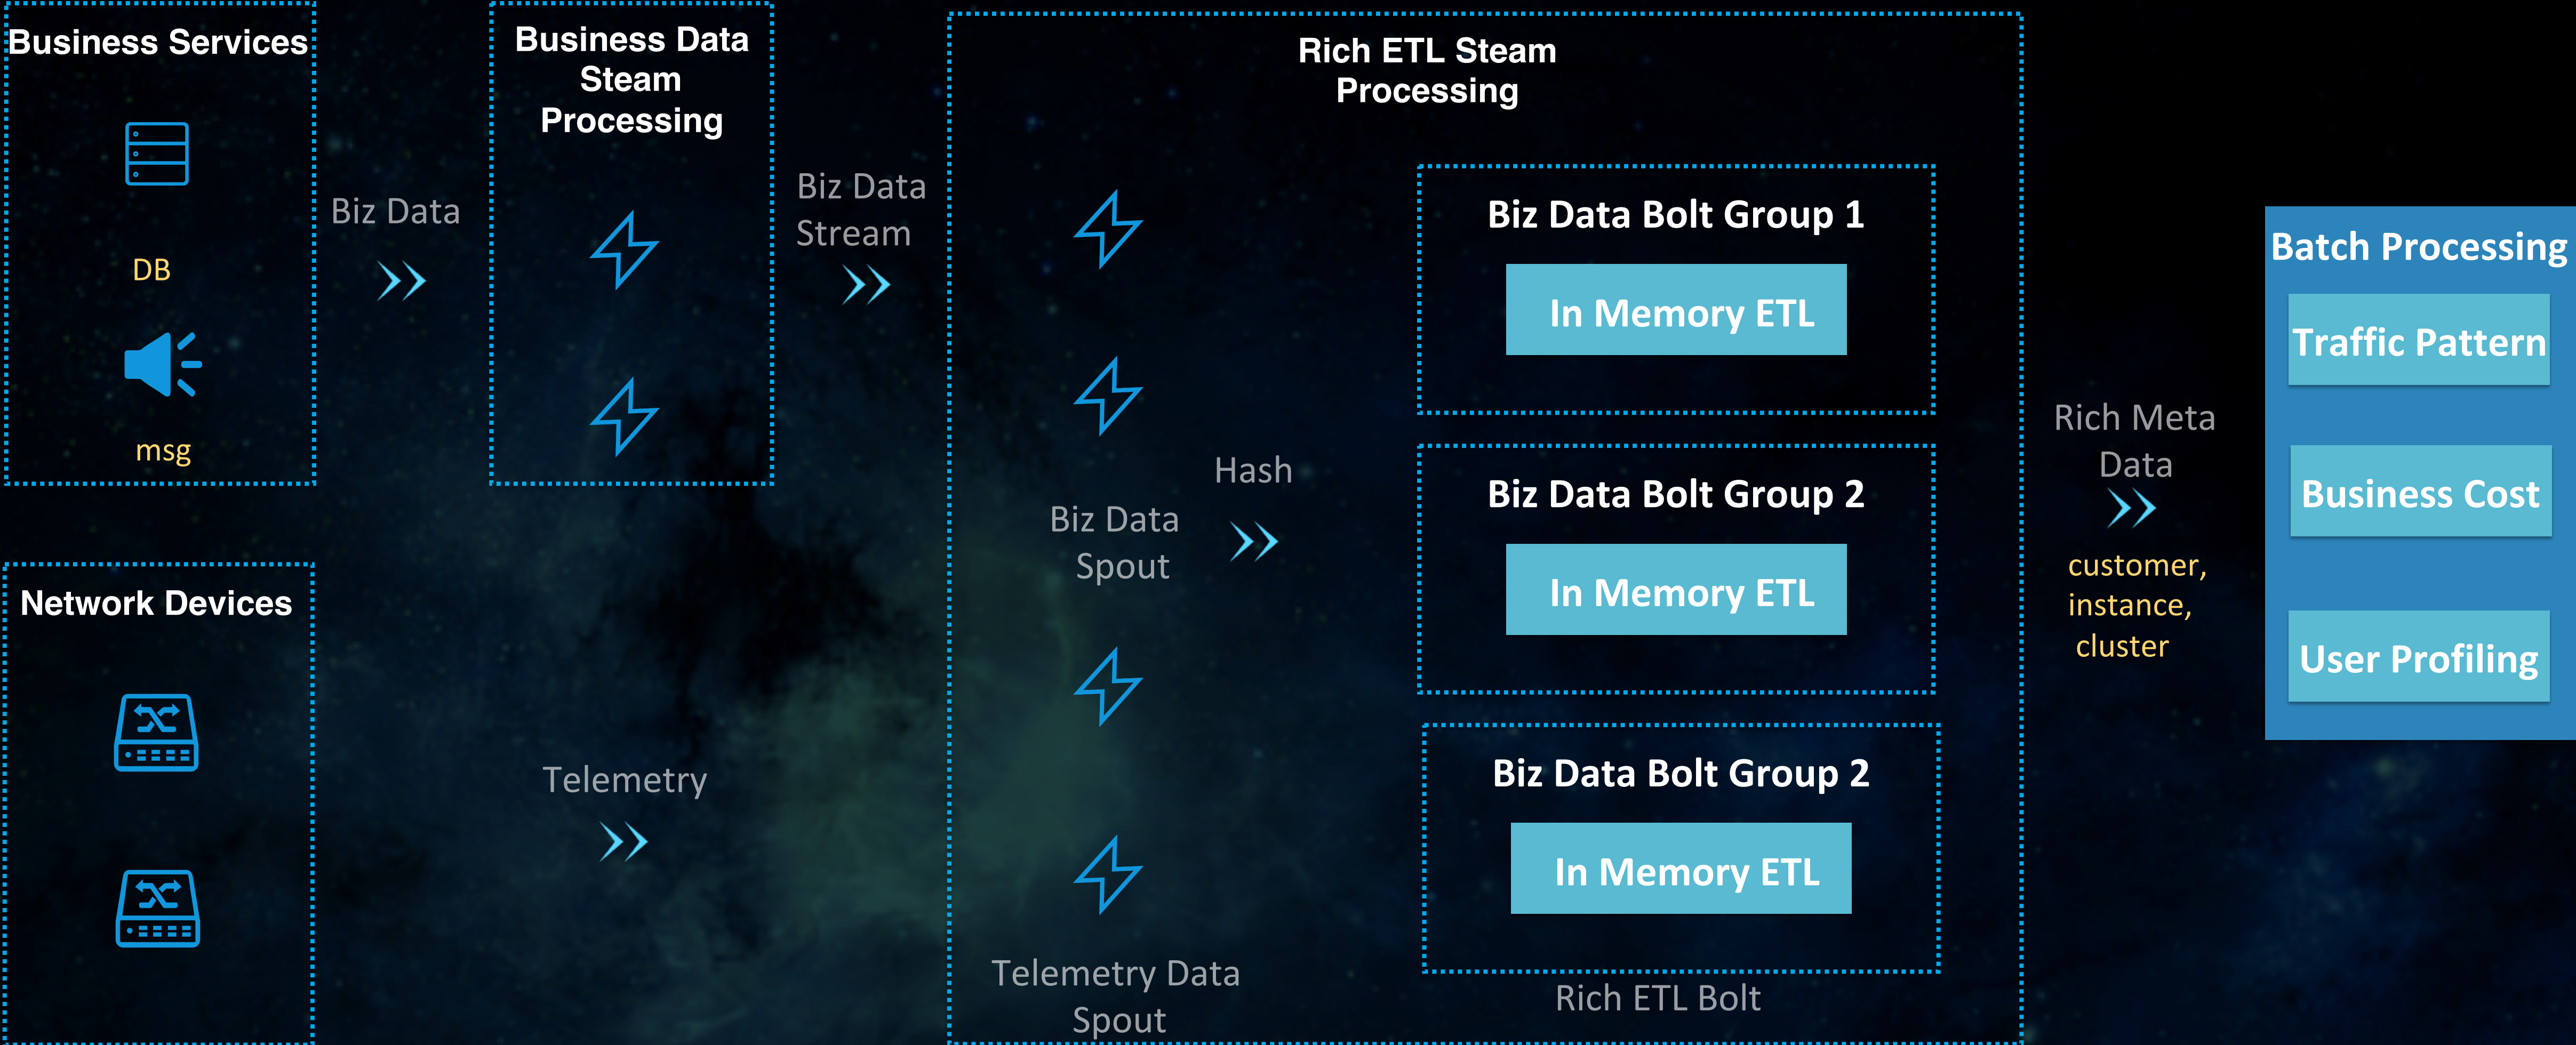 Business Services
DB
msg
Biz Data
Business Data
Steam
Processing
Biz Data
Stream
Network Devices
Telemetry
Rich ETL Steam
Processing
Biz Data
Spout
Hash
Telemetry Data
Spout
Biz Data Bolt Group 1
In Memory ETL
Biz Data Bolt Group 2
In Memory ETL
Biz Data Bolt Group 2
In Memory ETL
Rich ETL Bolt
Rich Meta
Data
customer,
instance,
cluster
Batch Processing
Traffic Pattern
Business Cost
User Profiling